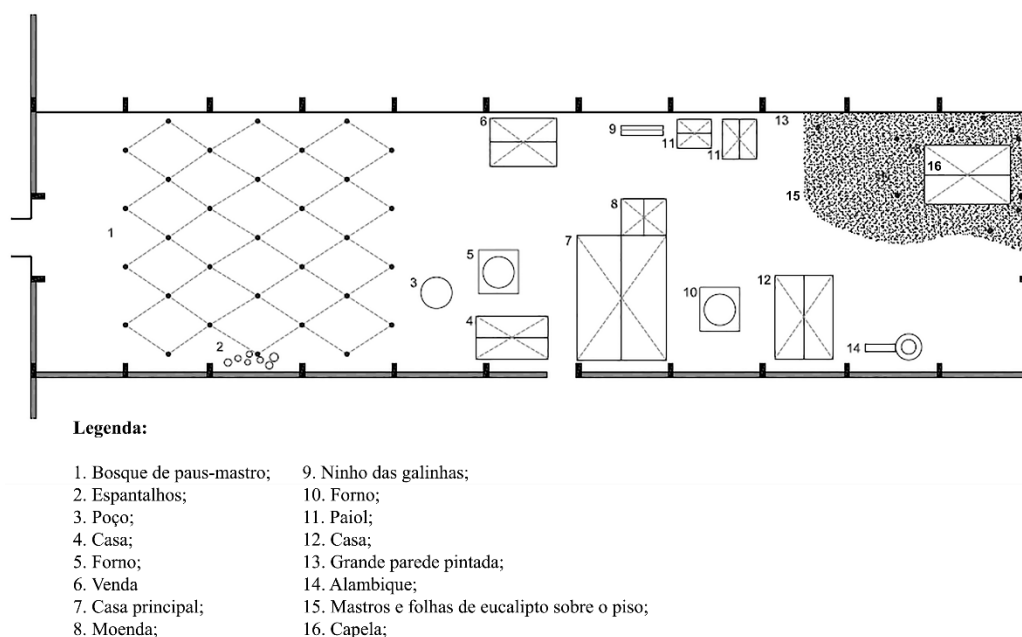 13
6
9
11
11
16
15
8
1
7
5
12
3
10
4
14
2
Legenda:
1. Bosque de paus-mastro;
2. Espantalhos;
3. Poço;
4. Casa;
5. Forno;
6. Venda
7. Casa principal;
8. Moenda;
9. Ninho das galinhas;
10. Forno;
11. Paiol;
12. Casa;
13. Grande parede pintada;
14. Alambique;
15. Mastros e folhas de eucalipto sobre o piso;
16. Capela;